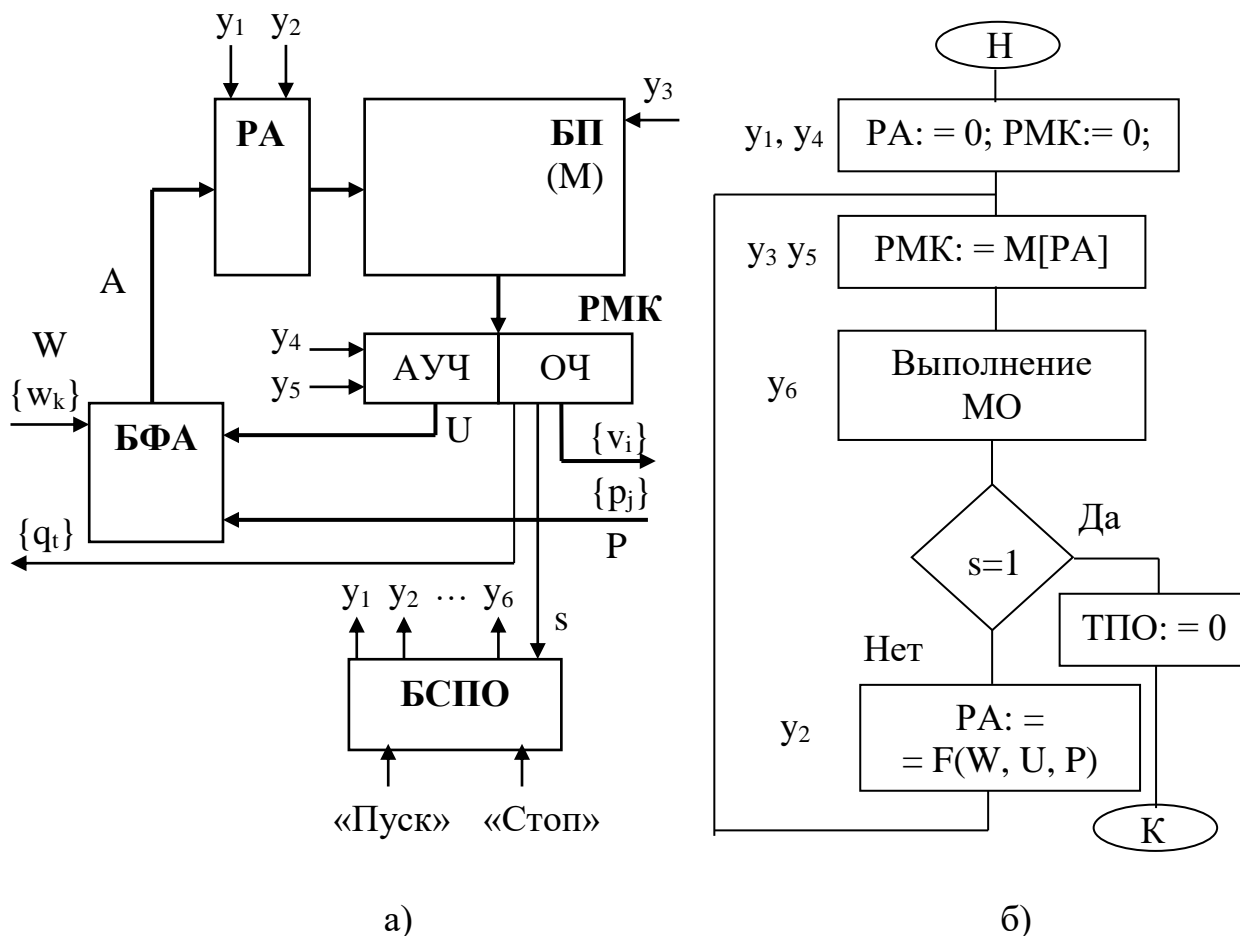 y1 y2
y3
РА
БП
(М)
А
РМК
W
{wk}
y4
y5
АУЧ
ОЧ
U
БФА
{vi}
{pj}
P
{qt}
y1 y2 … y6
s
БСПО
«Пуск» «Стоп»
а)
Н
y1, y4
РА: = 0; РМК:= 0;
y3 y5
РМК: = М[РА]
y6
Выполнение
МО
s=1
Да
ТПО: = 0
Нет
y2
РА: =
= F(W, U, P)
К
б)